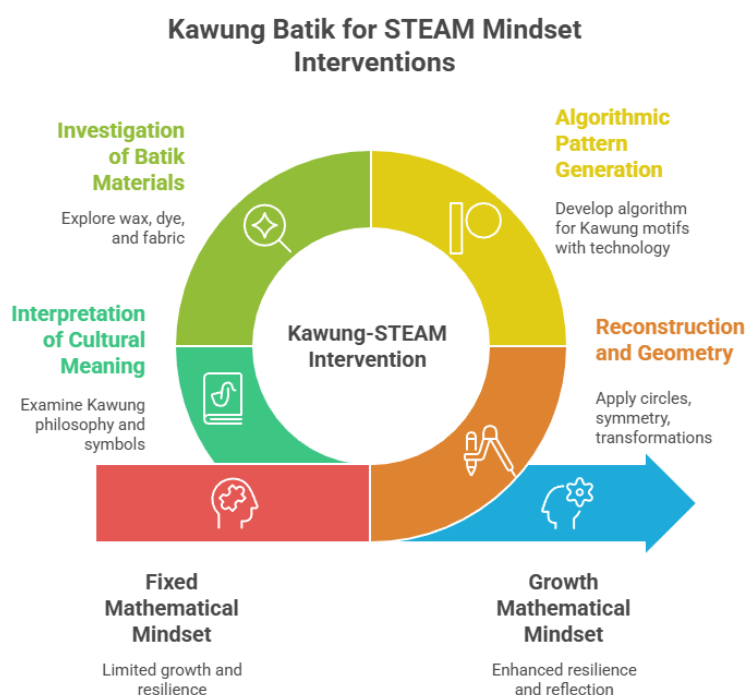 Kawung Batik for STEAM Mindset
Interventions
Investigation
of Batik
Materials
Explore wax, dye,
and fabric
Algorithmic
Pattern
Generation
Develop algorithm
for Kawung motifs
with technology
Interpretation
of Cultural
Meaning
Examine Kawung
philosophy and
symbols
Kawung-STEAM
Intervention
Reconstruction
and Geometry
Apply circles,
symmetry,
transformations
Fixed
Mathematical
Mindset
Limited growth and
resilience
Growth
Mathematical
Mindset
Enhanced resilience
and reflection